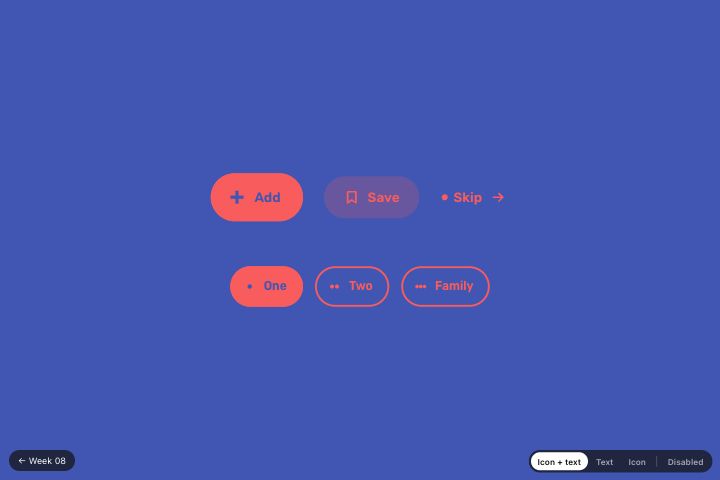 Add Save Skip →
One Two Family
← Week 08 Icon + text Text Icon Disabled